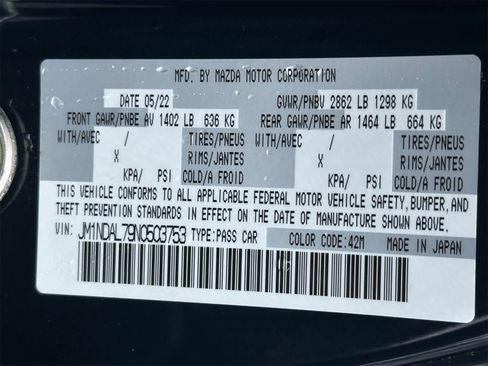 MFD. BY MAZDA MOTOR CORPORATION
DATE 05/22 GVWR/PNBV 2862 LB 1298 KG
FRONT GAWR/PNBE AV 1402 LB 636 KG REAR GAWR/PNBE AR 1464 LB 664 KG
WITH/AVEC / TIRES/PNEUS WITH/AVEC / TIRES/PNEUS
X RIMS/JANTES X RIMS/JANTES
KPA/ PSI COLD/A FROID KPA/ PSI COLD/A FROID
THIS VEHICLE CONFORMS TO ALL APPLICABLE FEDERAL MOTOR VEHICLE SAFETY, BUMPER, AND
THEFT PREVENTION STANDARDS IN EFFECT ON THE DATE OF MANUFACTURE SHOWN ABOVE.
VIN: JM1NDAL79N0503753 TYPE:PASS CAR COLOR CODE:42M MADE IN JAPAN